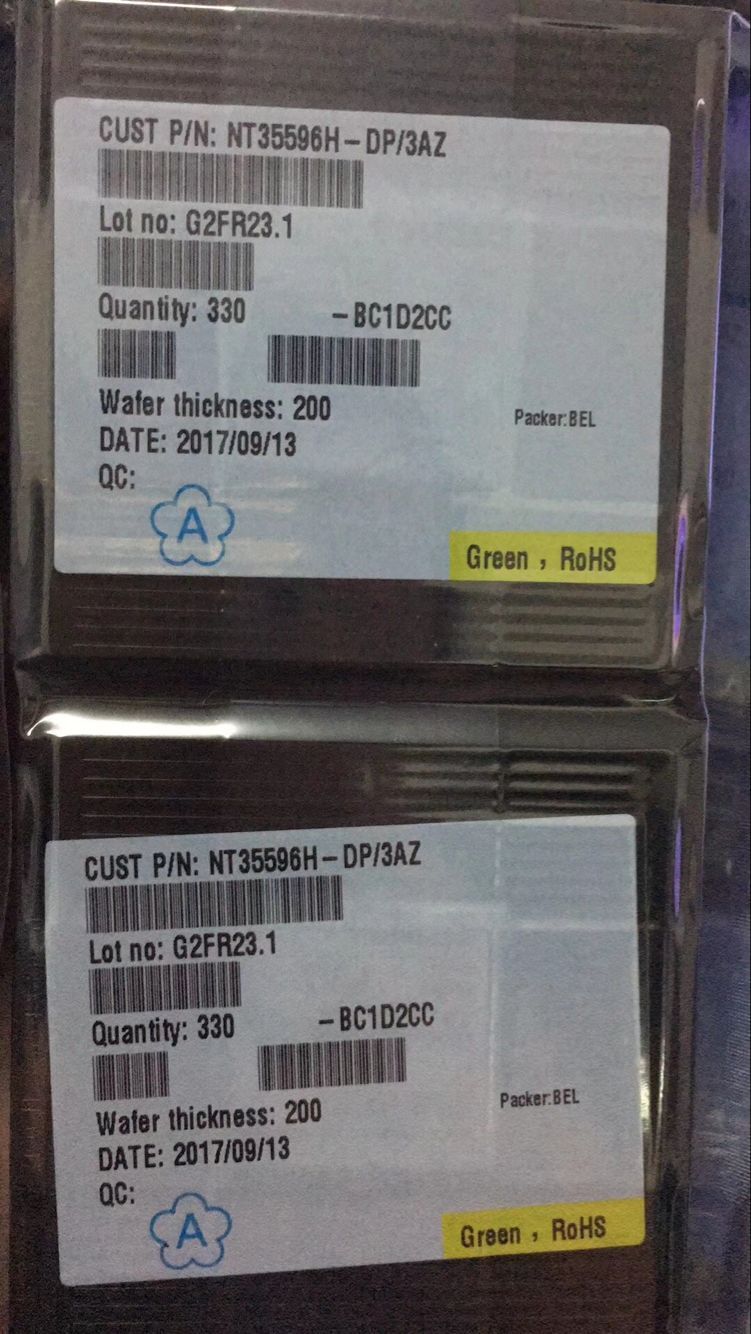 CUST P/N: NT35596H-DP/3AZ
Lot no: G2FR23.1
Quantity: 330 -BC1D2CC
Wafer thickness: 200
Packer:BEL
DATE: 2017/09/13
QC:
A
Green , RoHS
CUST P/N: NT35596H-DP/3AZ
Lot no: G2FR23.1
Quantity: 330 -BC1D2CC
Wafer thickness: 200
Packer:BEL
DATE: 2017/09/13
QC:
A
Green , RoHS